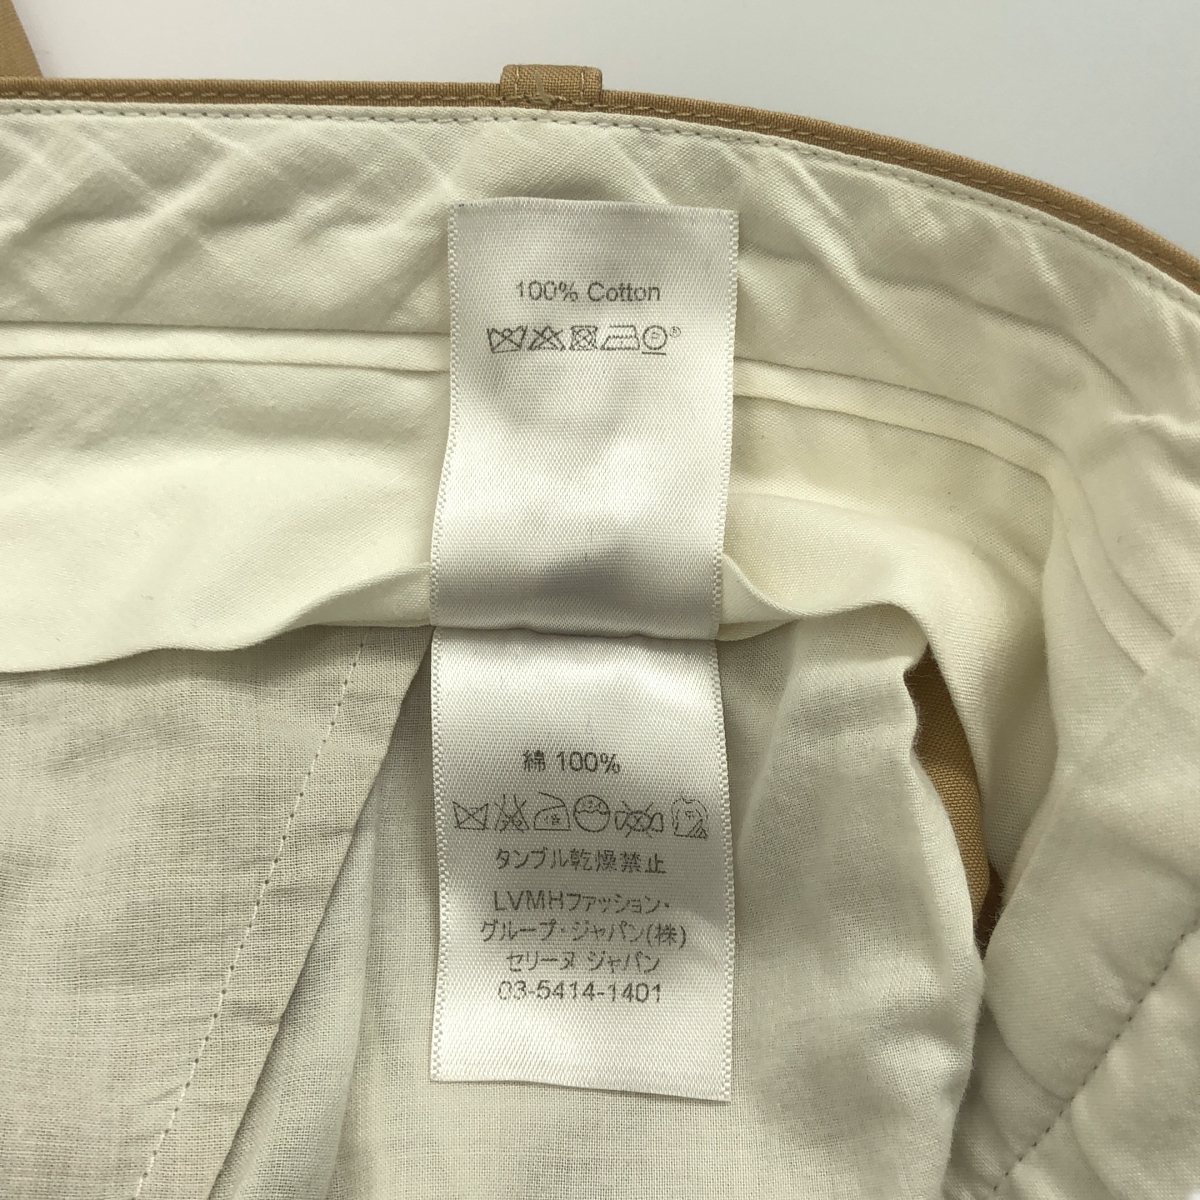 100% Cotton
綿 100%
タンブル乾燥禁止
LVMHファッション・
グループ・ジャパン(株)
セリーヌ ジャパン
03-5414-1401